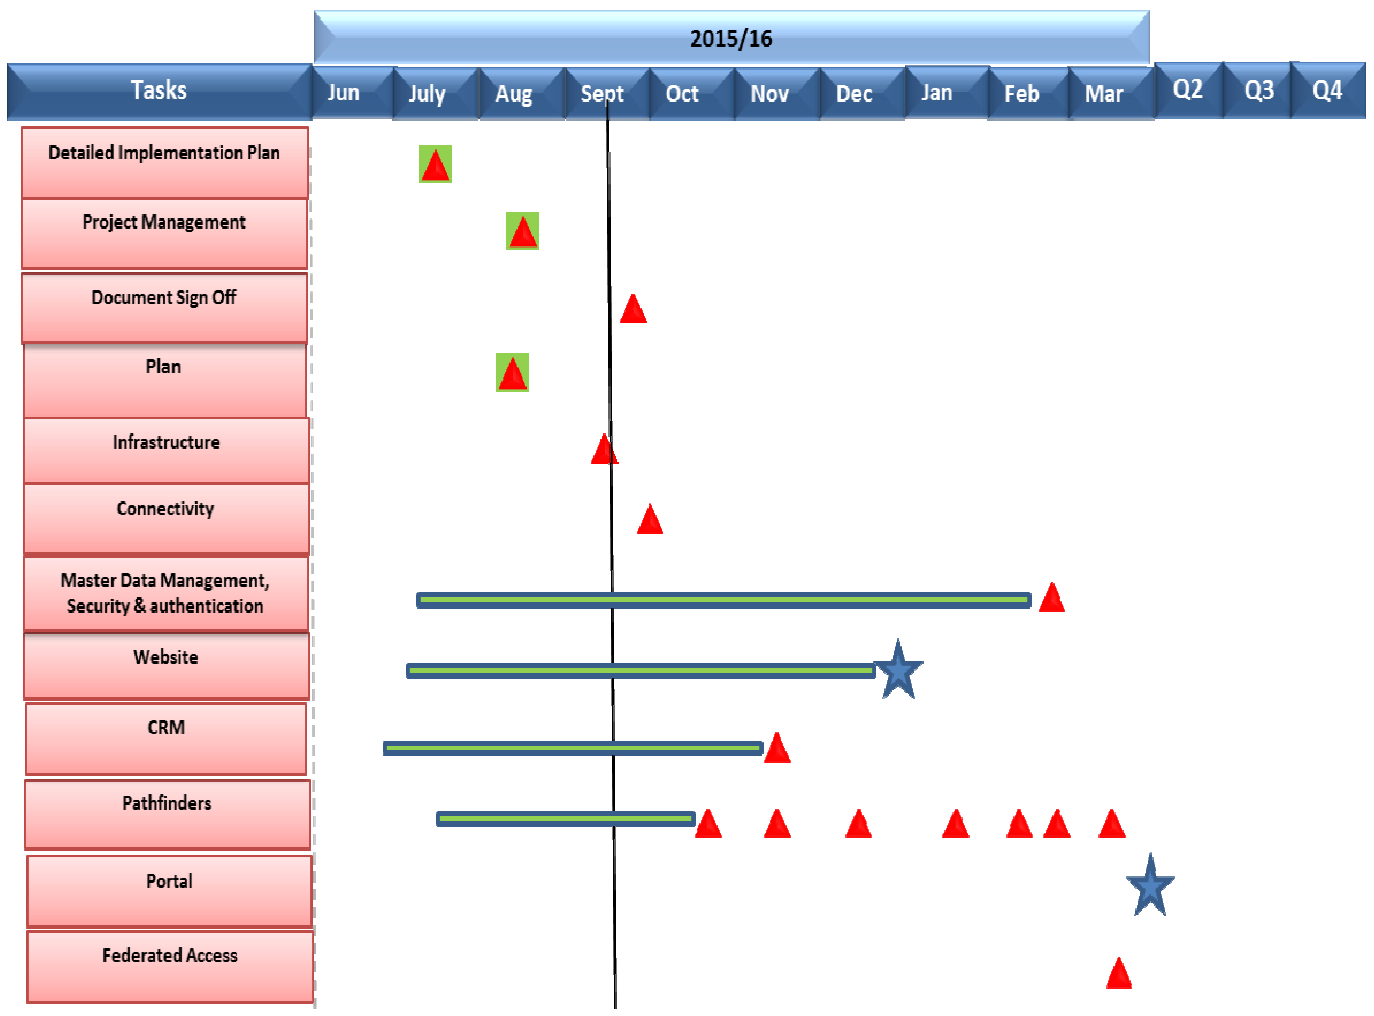 2015/16
Tasks Jun July Aug Sept Oct Nov Dec Jan Feb Mar Q2 Q3 Q4
Detailed Implementation Plan
Project Management
Document Sign Off
Plan
Infrastructure
Connectivity
Master Data Management,
Security & authentication
Website
CRM
Pathfinders
Portal
Federated Access